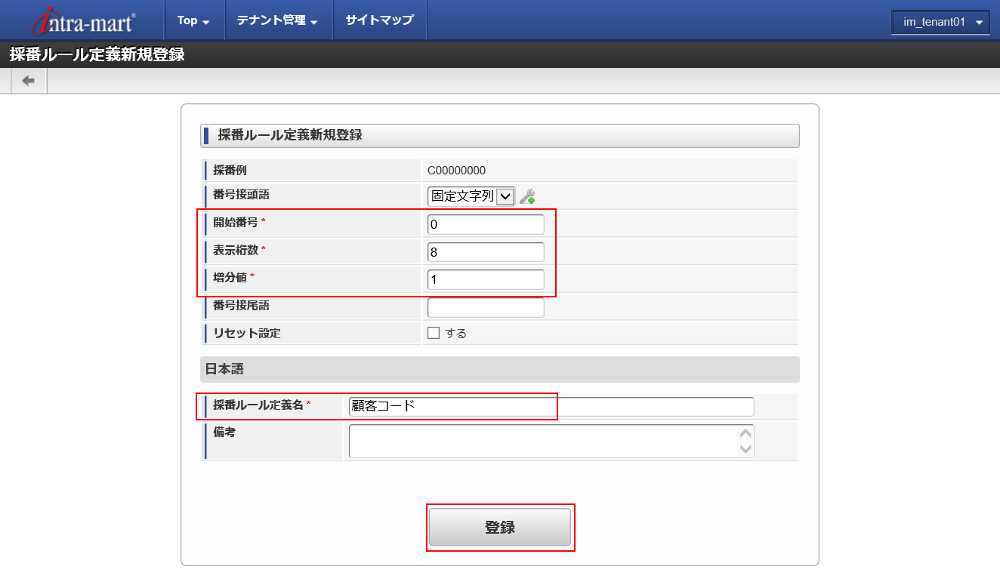 intra-mart® Top テナント管理 サイトマップ im_tenant01
採番ルール定義新規登録
採番ルール定義新規登録
採番例 C00000000
番号接頭語 固定文字列
開始番号* 0
表示桁数* 8
増分値* 1
番号接尾語
リセット設定 する
日本語
採番ルール定義名* 顧客コード
備考
登録